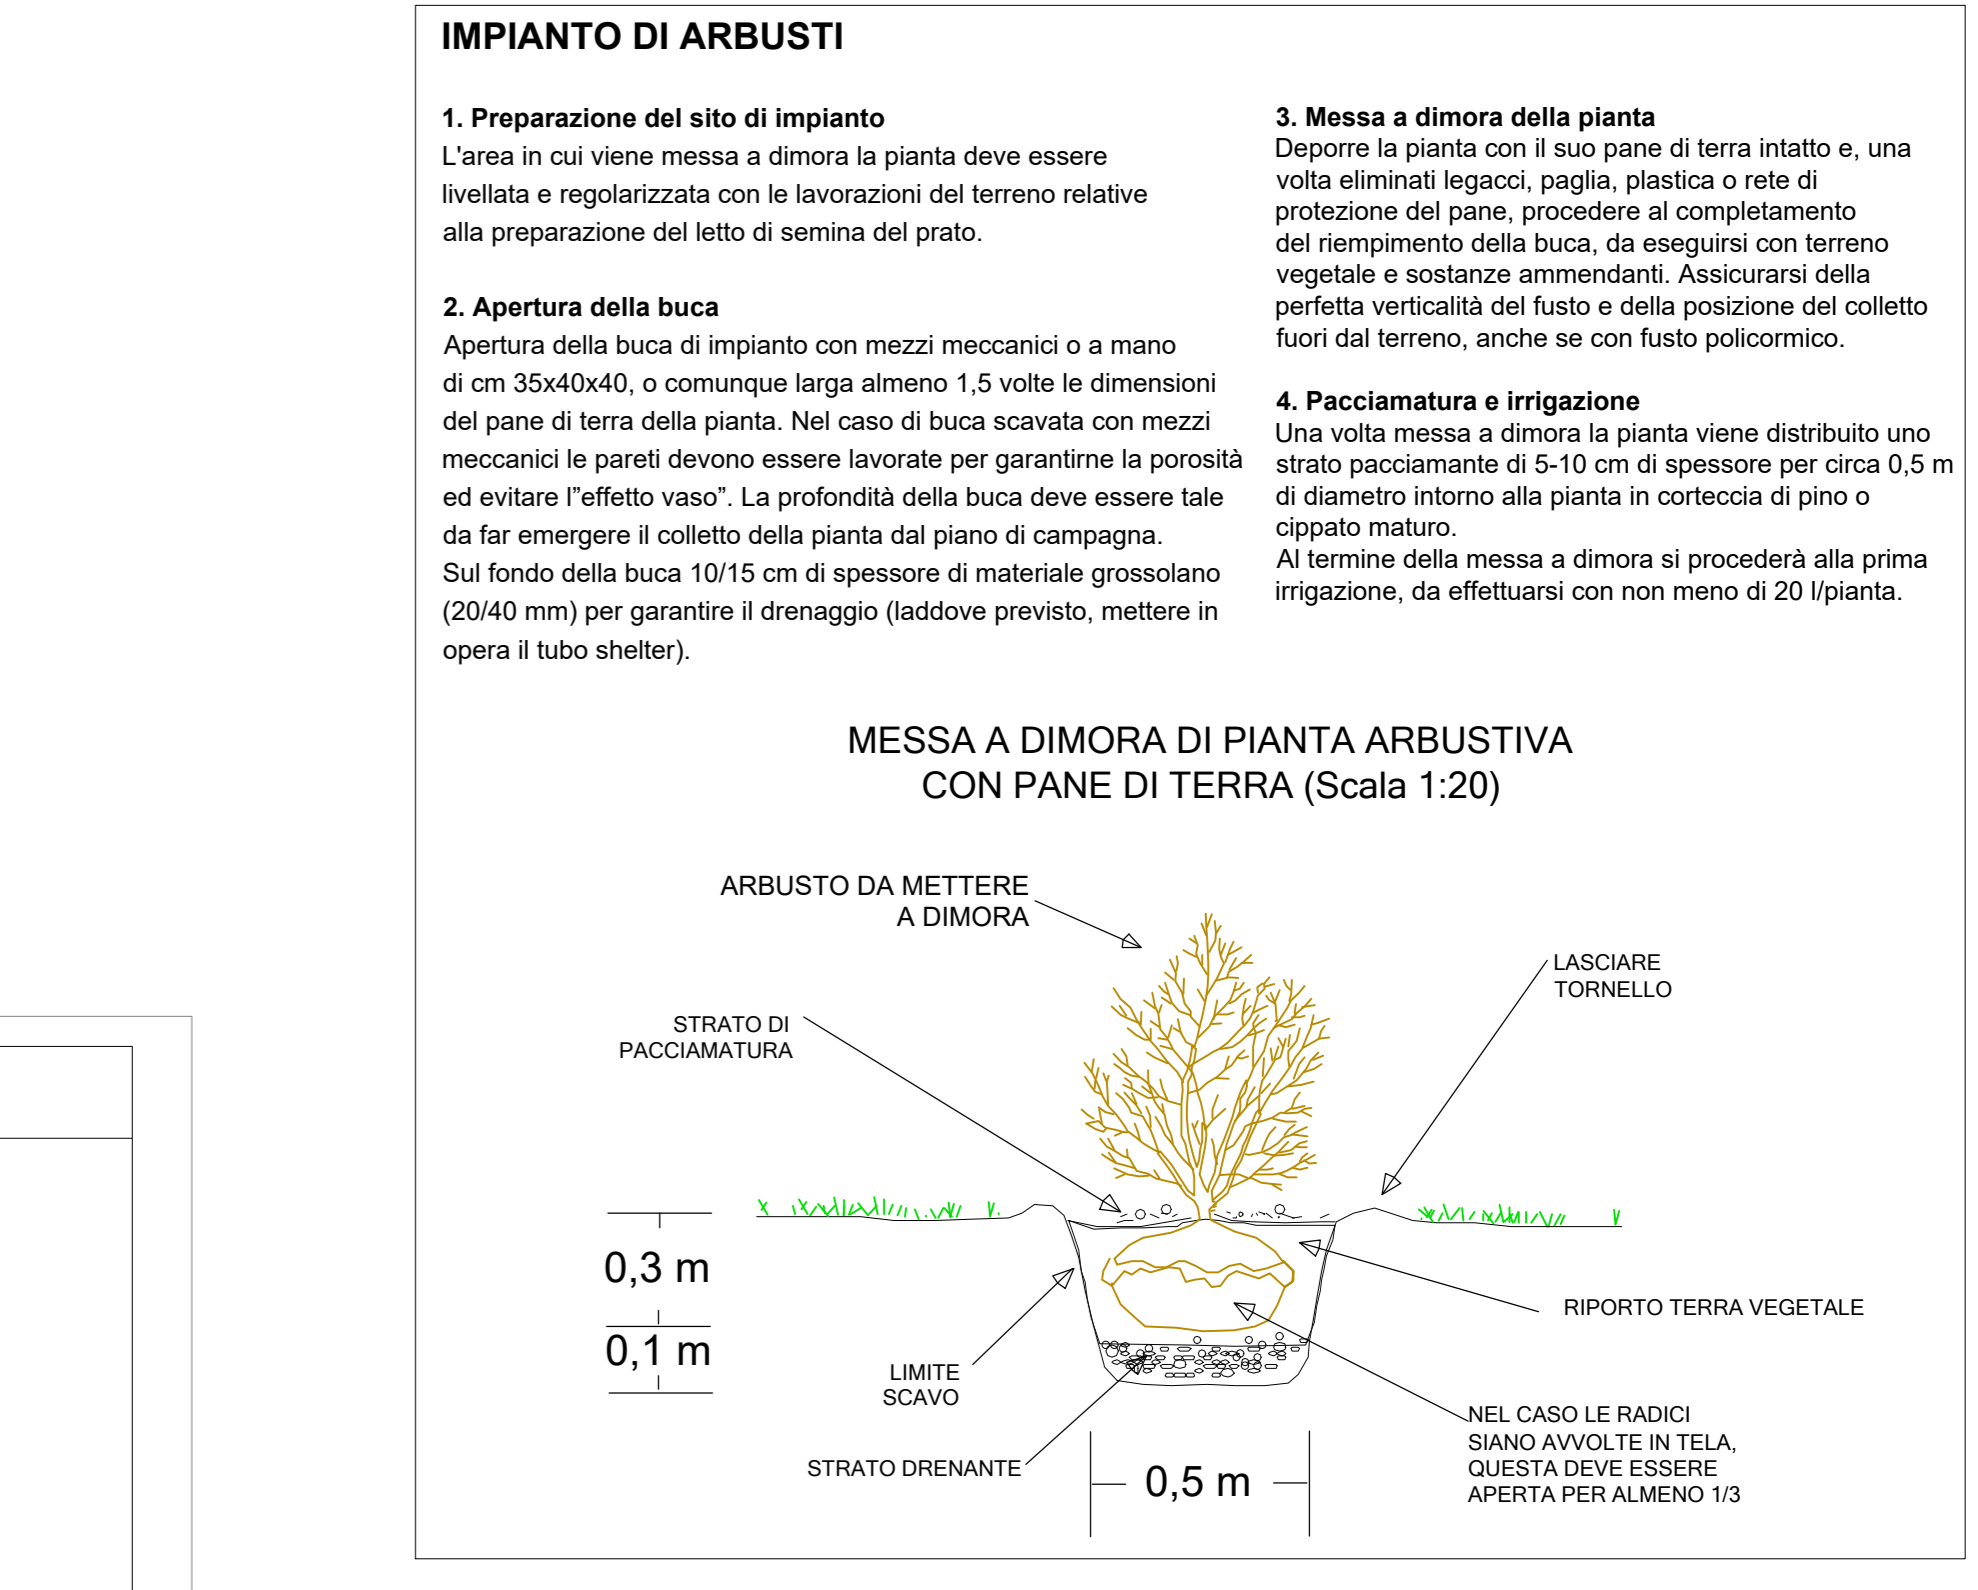 IMPIANTO DI ARBUSTI
1. Preparazione del sito di impianto
L'area in cui viene messa a dimora la pianta deve essere
livellata e regolarizzata con le lavorazioni del terreno relative
alla preparazione del letto di semina del prato.
2. Apertura della buca
Apertura della buca di impianto con mezzi meccanici o a mano
di cm 35x40x40, o comunque larga almeno 1,5 volte le dimensioni
del pane di terra della pianta. Nel caso di buca scavata con mezzi
meccanici le pareti devono essere lavorate per garantirne la porosità
ed evitare l”effetto vaso”. La profondità della buca deve essere tale
da far emergere il colletto della pianta dal piano di campagna.
Sul fondo della buca 10/15 cm di spessore di materiale grossolano
(20/40 mm) per garantire il drenaggio (laddove previsto, mettere in
opera il tubo shelter).
3. Messa a dimora della pianta
Deporre la pianta con il suo pane di terra intatto e, una
volta eliminati legacci, paglia, plastica o rete di
protezione del pane, procedere al completamento
del riempimento della buca, da eseguirsi con terreno
vegetale e sostanze ammendanti. Assicurarsi della
perfetta verticalità del fusto e della posizione del colletto
fuori dal terreno, anche se con fusto policormico.
4. Pacciamatura e irrigazione
Una volta messa a dimora la pianta viene distribuito uno
strato pacciamante di 5-10 cm di spessore per circa 0,5 m
di diametro intorno alla pianta in corteccia di pino o
cippato maturo.
Al termine della messa a dimora si procederà alla prima
irrigazione, da effettuarsi con non meno di 20 l/pianta.
MESSA A DIMORA DI PIANTA ARBUSTIVA
CON PANE DI TERRA (Scala 1:20)
ARBUSTO DA METTERE
A DIMORA
LASCIARE
TORNELLO
STRATO DI
PACCIAMATURA
0,3 m
0,1 m
RIPORTO TERRA VEGETALE
LIMITE
SCAVO
STRATO DRENANTE
0,5 m
NEL CASO LE RADICI
SIANO AVVOLTE IN TELA,
QUESTA DEVE ESSERE
APERTA PER ALMENO 1/3